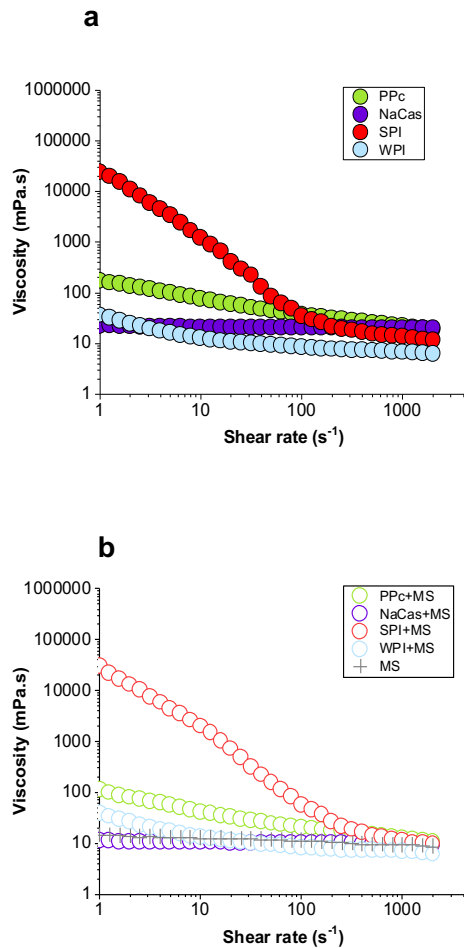 a
1000000
100000
10000
1000
100
10
1
Viscosity (mPa.s)
PPc
NaCas
SPI
WPI
1 10 100 1000
Shear rate (s⁻¹)
b
1000000
100000
10000
1000
100
10
1
Viscosity (mPa.s)
PPc+MS
NaCas+MS
SPI+MS
WPI+MS
MS
1 10 100 1000
Shear rate (s⁻¹)